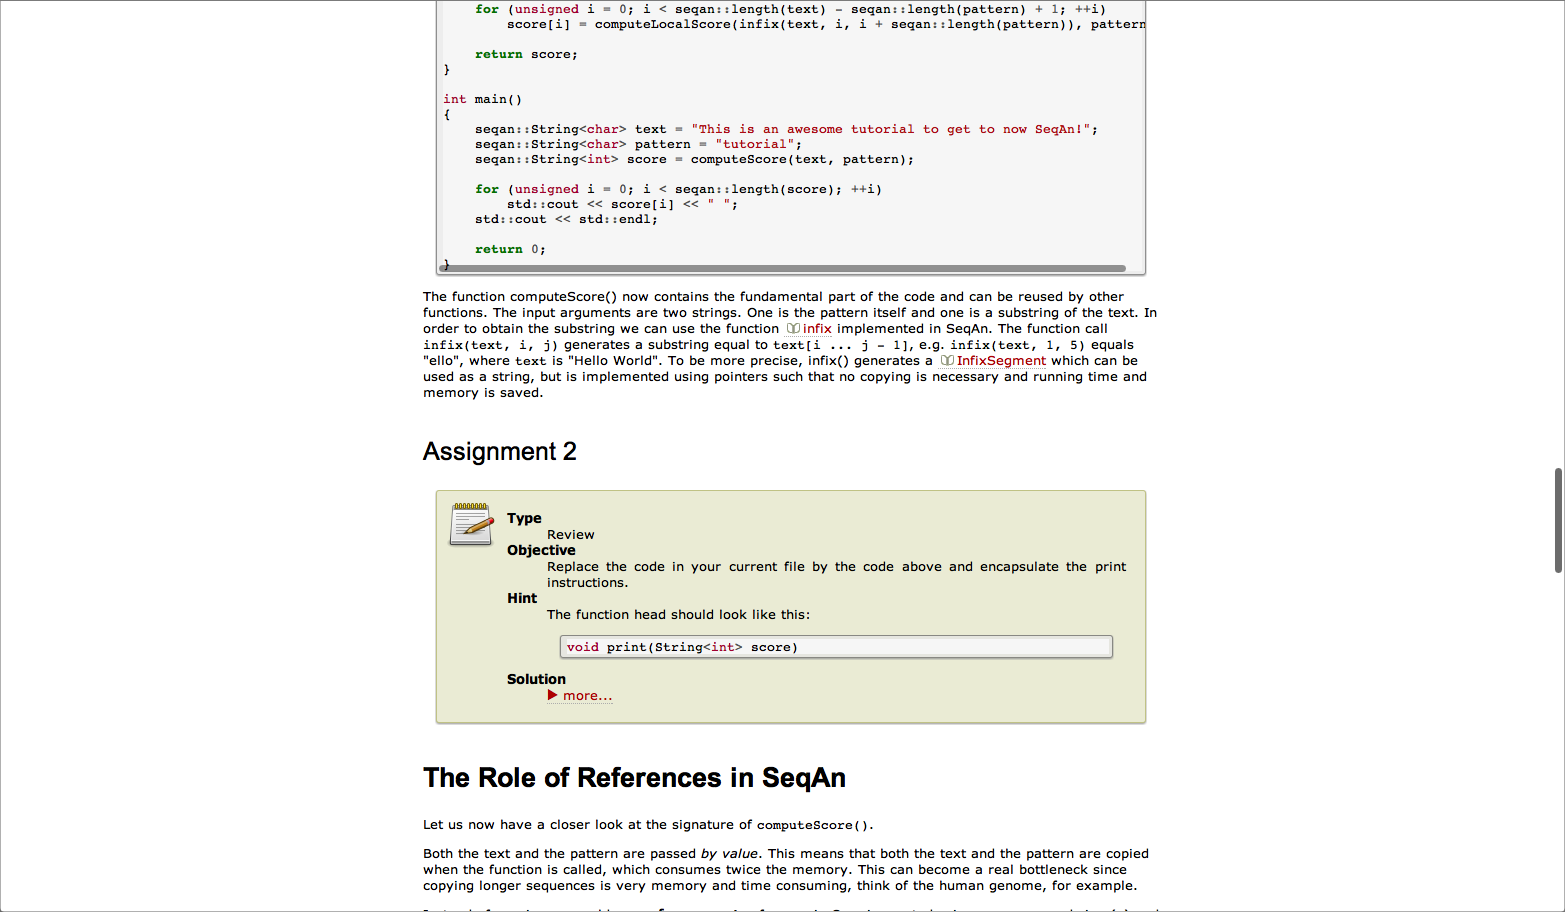 for (unsigned i = 0; i < seqan::length(text) - seqan::length(pattern) + 1; ++i)
score[i] = computeLocalScore(infix(text, i, i + seqan::length(pattern)), pattern
return score;
}
int main()
{
seqan::String<char> text = "This is an awesome tutorial to get to now SeqAn!";
seqan::String<char> pattern = "tutorial";
seqan::String<int> score = computeScore(text, pattern);
for (unsigned i = 0; i < seqan::length(score); ++i)
std::cout << score[i] << " ";
std::cout << std::endl;
return 0;
}
The function computeScore() now contains the fundamental part of the code and can be reused by other
functions. The input arguments are two strings. One is the pattern itself and one is a substring of the text. In
order to obtain the substring we can use the function infix implemented in SeqAn. The function call
infix(text, i, j) generates a substring equal to text[i ... j - 1], e.g. infix(text, 1, 5) equals
"ello", where text is "Hello World". To be more precise, infix() generates a InfixSegment which can be
used as a string, but is implemented using pointers such that no copying is necessary and running time and
memory is saved.
Assignment 2
Type
Review
Objective
Replace the code in your current file by the code above and encapsulate the print
instructions.
Hint
The function head should look like this:
void print(String<int> score)
Solution
more...
The Role of References in SeqAn
Let us now have a closer look at the signature of computeScore().
Both the text and the pattern are passed by value. This means that both the text and the pattern are copied
when the function is called, which consumes twice the memory. This can become a real bottleneck since
copying longer sequences is very memory and time consuming, think of the human genome, for example.